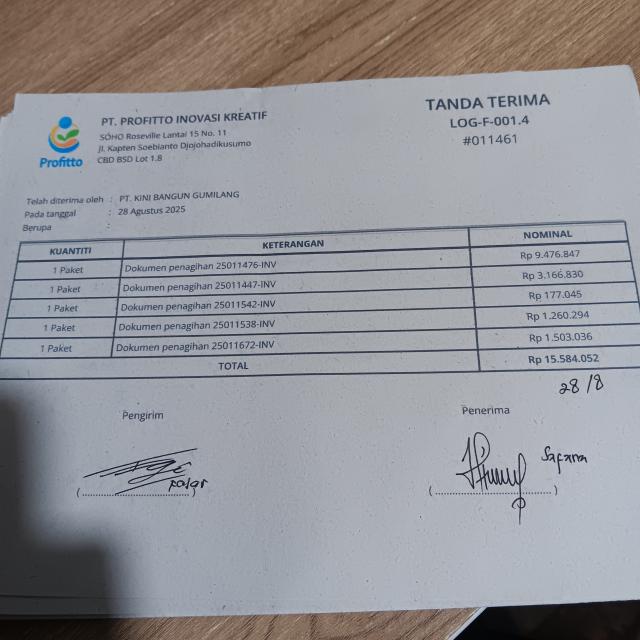 Profitto
PT. PROFITTO INOVASI KREATIF
SOHO Roseville Lantai 15 No. 11
Jl. Kapten Soebianto Djojohadikusumo
CBD BSD Lot 1.8
TANDA TERIMA
LOG-F-001.4
#011461
Telah diterima oleh : PT. KINI BANGUN GUMILANG
Pada tanggal : 28 Agustus 2025
Berupa
KUANTITI KETERANGAN NOMINAL
1 Paket Dokumen penagihan 25011476-INV Rp 9.476.847
1 Paket Dokumen penagihan 25011447-INV Rp 3.166.830
1 Paket Dokumen penagihan 25011542-INV Rp 177.045
1 Paket Dokumen penagihan 25011538-INV Rp 1.260.294
1 Paket Dokumen penagihan 25011672-INV Rp 1.503.036
TOTAL Rp 15.584.052
28/8
Pengirim Penerima
Safana